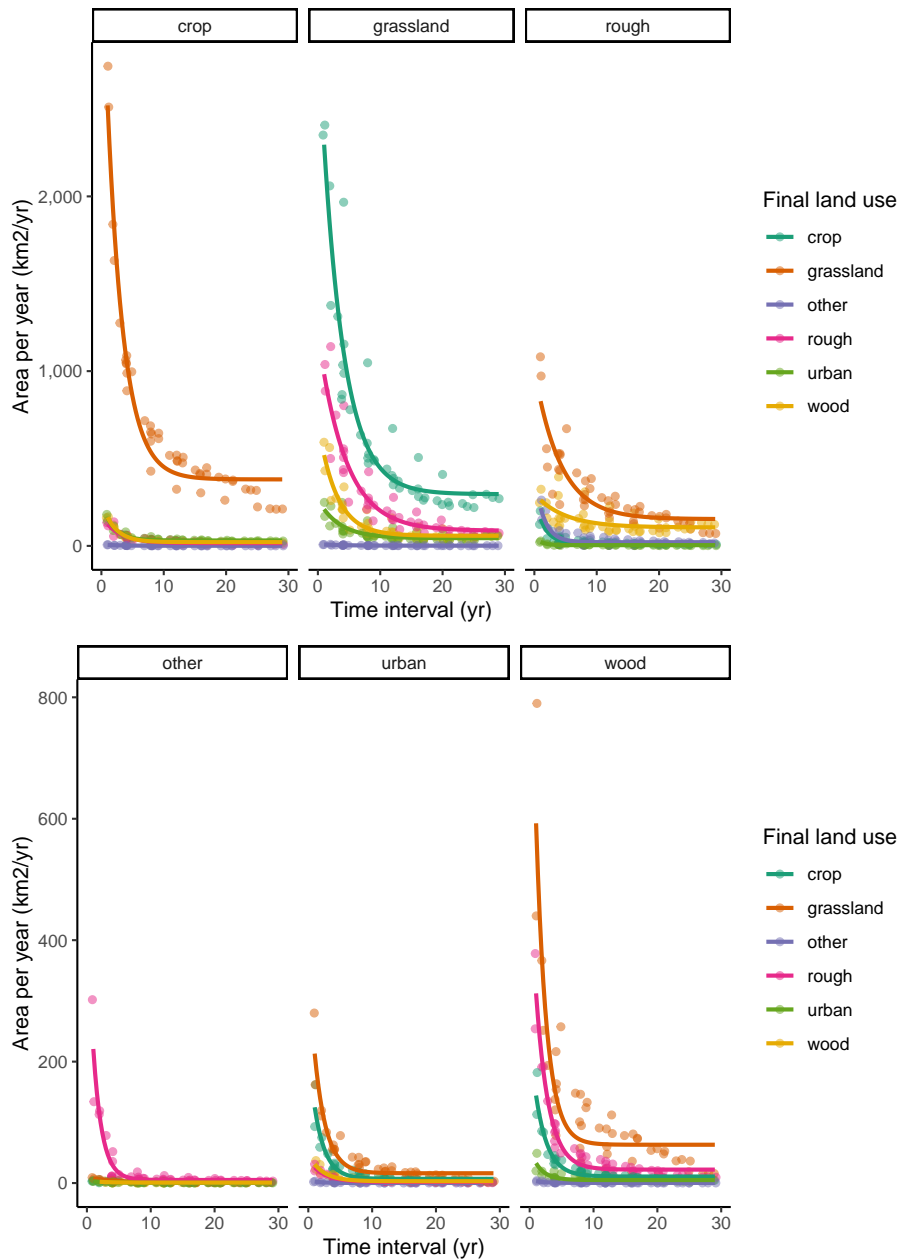 crop grassland rough
Area per year (km2/yr)
2,000
1,000
0
0 10 20 30 0 10 20 30 0 10 20 30
Time interval (yr)
Final land use
crop
grassland
other
rough
urban
wood
other urban wood
Area per year (km2/yr)
800
600
400
200
0
0 10 20 30 0 10 20 30 0 10 20 30
Time interval (yr)
Final land use
crop
grassland
other
rough
urban
wood